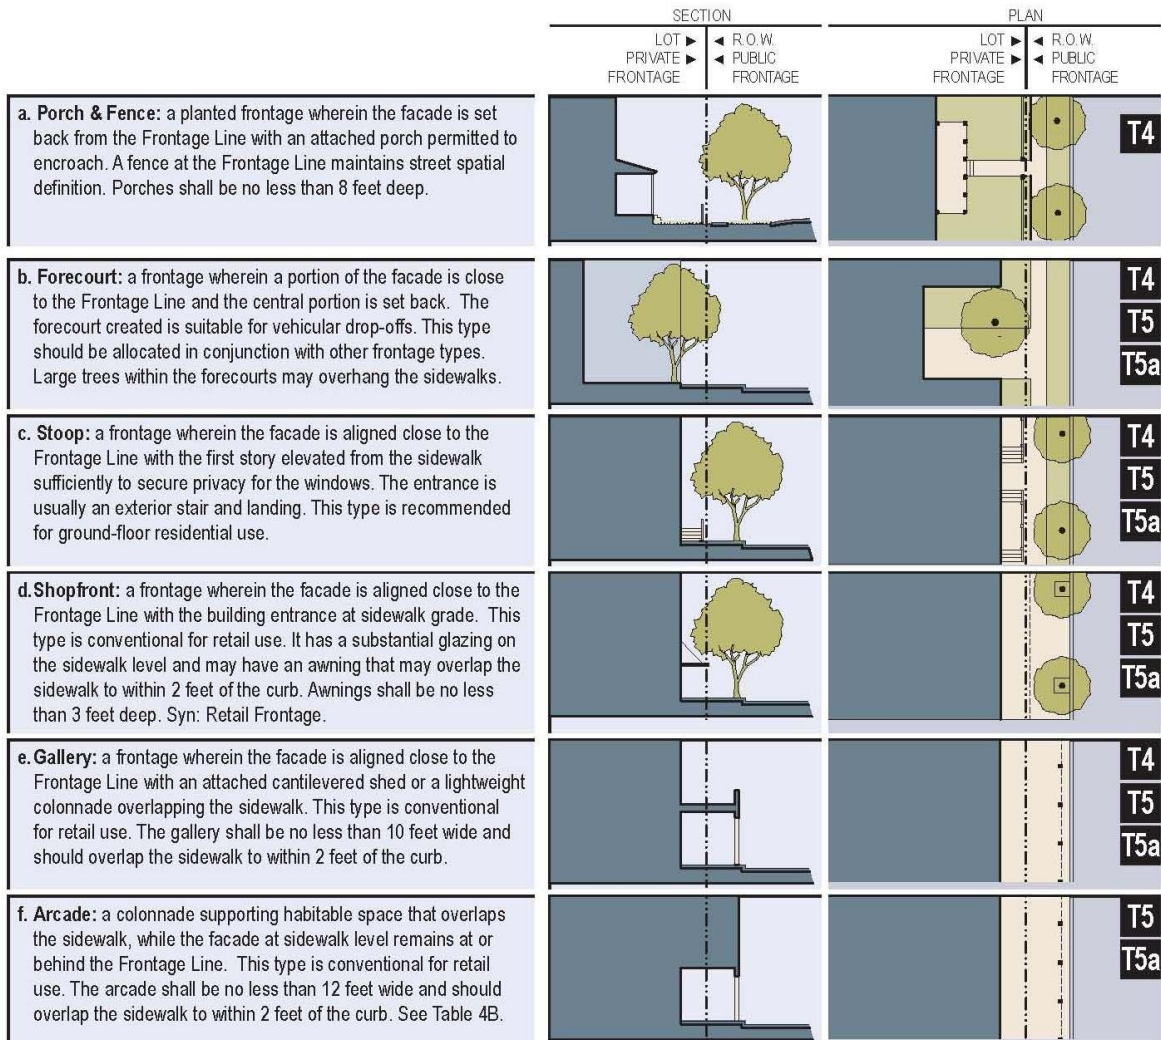 SECTION
PLAN
LOT ► ◄ R.O.W.
PRIVATE ► ◄ PUBLIC
FRONTAGE FRONTAGE
LOT ► ◄ R.O.W.
PRIVATE ► ◄ PUBLIC
FRONTAGE FRONTAGE
a. Porch & Fence: a planted frontage wherein the facade is set
back from the Frontage Line with an attached porch permitted to
encroach. A fence at the Frontage Line maintains street spatial
definition. Porches shall be no less than 8 feet deep.
T4
b. Forecourt: a frontage wherein a portion of the facade is close
to the Frontage Line and the central portion is set back. The
forecourt created is suitable for vehicular drop-offs. This type
should be allocated in conjunction with other frontage types.
Large trees within the forecourts may overhang the sidewalks.
T4
T5
T5a
c. Stoop: a frontage wherein the facade is aligned close to the
Frontage Line with the first story elevated from the sidewalk
sufficiently to secure privacy for the windows. The entrance is
usually an exterior stair and landing. This type is recommended
for ground-floor residential use.
T4
T5
T5a
d. Shopfront: a frontage wherein the facade is aligned close to the
Frontage Line with the building entrance at sidewalk grade. This
type is conventional for retail use. It has a substantial glazing on
the sidewalk level and may have an awning that may overlap the
sidewalk to within 2 feet of the curb. Awnings shall be no less
than 3 feet deep. Syn: Retail Frontage.
T4
T5
T5a
e. Gallery: a frontage wherein the facade is aligned close to the
Frontage Line with an attached cantilevered shed or a lightweight
colonnade overlapping the sidewalk. This type is conventional
for retail use. The gallery shall be no less than 10 feet wide and
should overlap the sidewalk to within 2 feet of the curb.
T4
T5
T5a
f. Arcade: a colonnade supporting habitable space that overlaps
the sidewalk, while the facade at sidewalk level remains at or
behind the Frontage Line. This type is conventional for retail
use. The arcade shall be no less than 12 feet wide and should
overlap the sidewalk to within 2 feet of the curb. See Table 4B.
T5
T5a